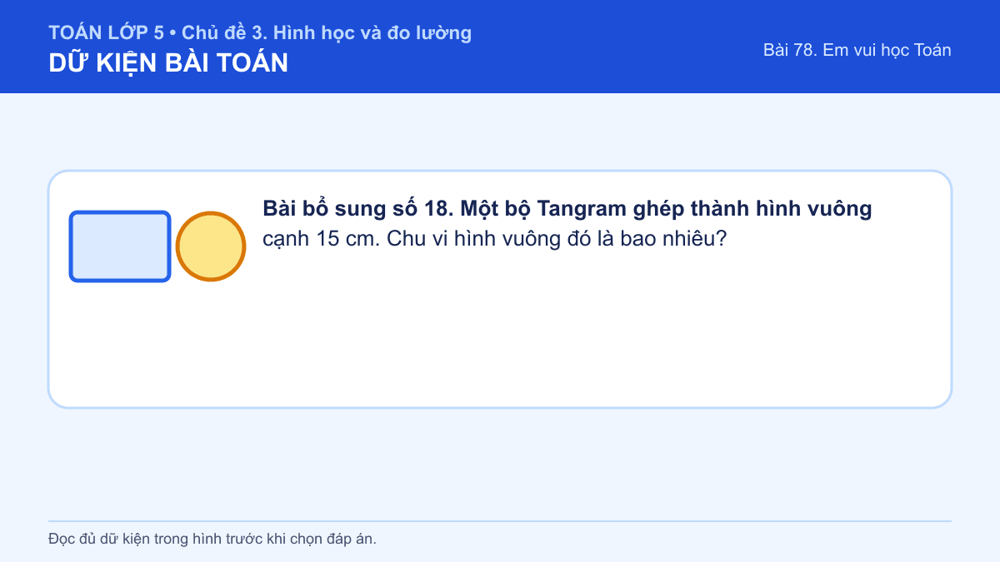 TOÁN LỚP 5 • Chủ đề 3. Hình học và đo lường
DỮ KIỆN BÀI TOÁN
Bài 78. Em vui học Toán
Bài bổ sung số 18. Một bộ Tangram ghép thành hình vuông
cạnh 15 cm. Chu vi hình vuông đó là bao nhiêu?
Đọc đủ dữ kiện trong hình trước khi chọn đáp án.